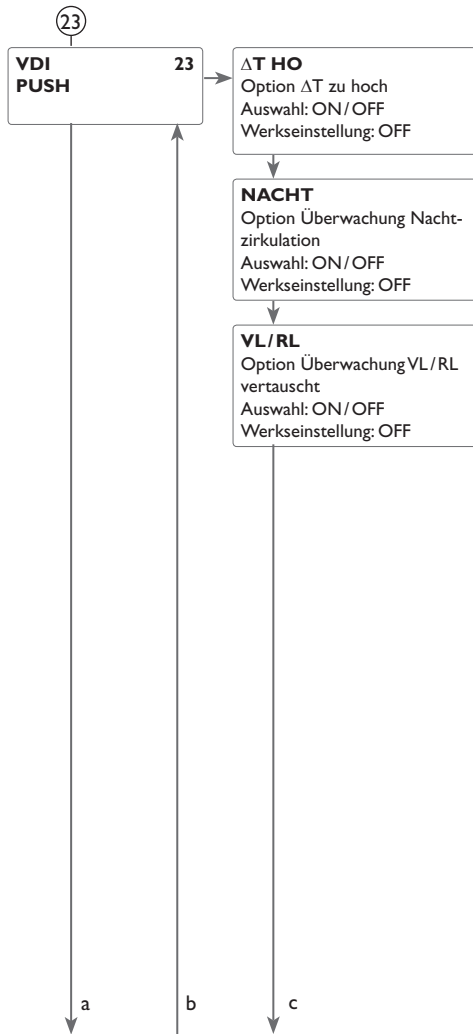 23
VDI 23
PUSH
ΔT HO
Option ΔT zu hoch
Auswahl: ON / OFF
Werkseinstellung: OFF
NACHT
Option Überwachung Nacht-
zirkulation
Auswahl: ON / OFF
Werkseinstellung: OFF
VL / RL
Option Überwachung VL / RL
vertauscht
Auswahl: ON / OFF
Werkseinstellung: OFF
a b c